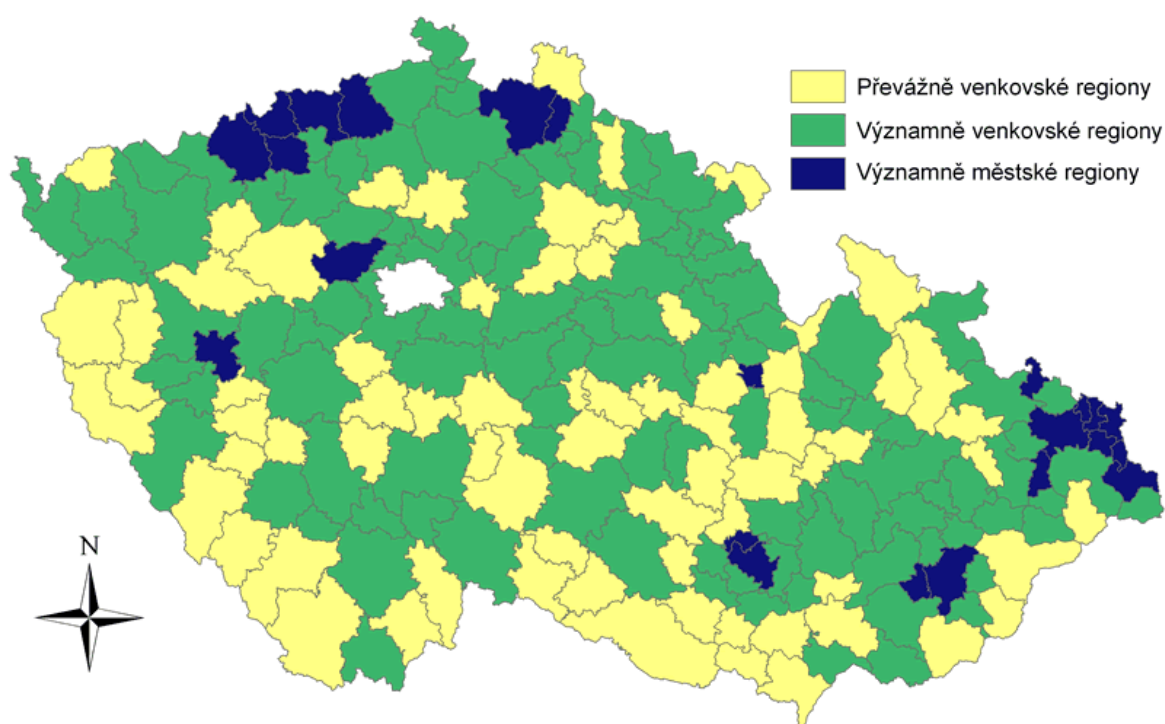 Převážně venkovské regiony
Významně venkovské regiony
Významně městské regiony
N